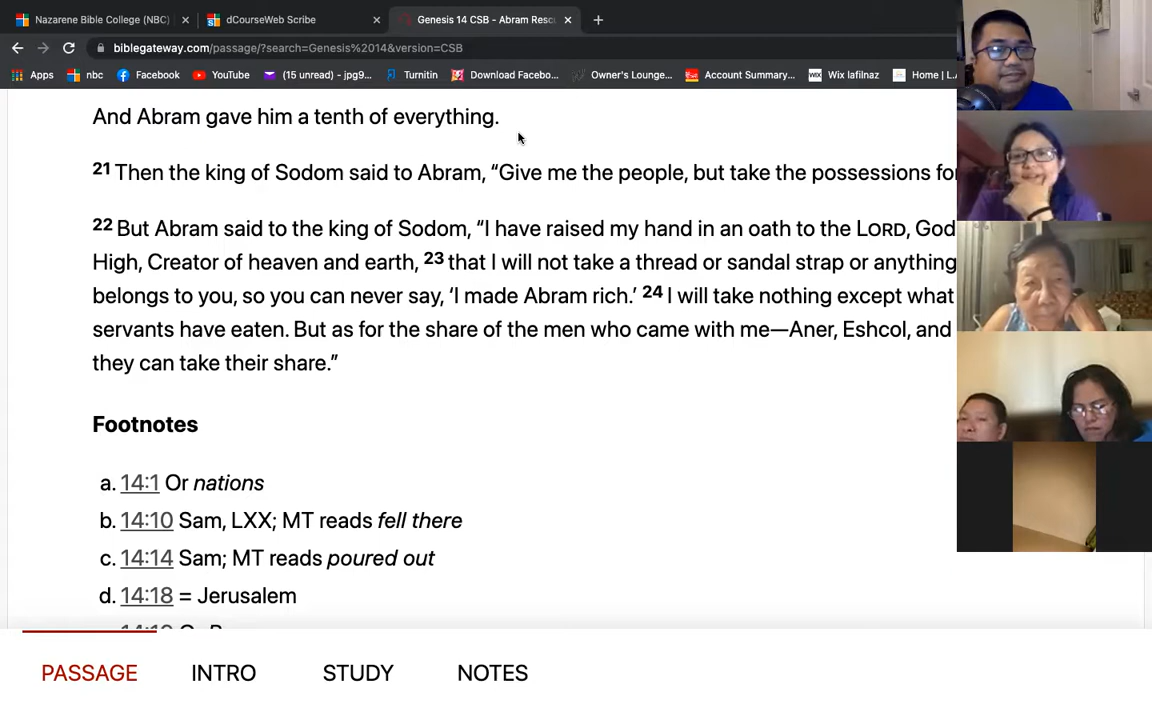 Nazarene Bible College (NBC)
dCourseWeb Scribe
Genesis 14 CSB - Abram Rescu
biblegateway.com/passage/?search=Genesis%2014&version=CSB
Apps nbc Facebook YouTube (15 unread) - jpg9... Turnitin Download Facebo... Owner's Lounge... Account Summary... WIX Wix lafilnaz Home | L.
And Abram gave him a tenth of everything.
21 Then the king of Sodom said to Abram, “Give me the people, but take the possessions fo
22 But Abram said to the king of Sodom, “I have raised my hand in an oath to the LORD, God
High, Creator of heaven and earth, 23 that I will not take a thread or sandal strap or anything
belongs to you, so you can never say, ‘I made Abram rich.’ 24 I will take nothing except what
servants have eaten. But as for the share of the men who came with me—Aner, Eshcol, and
they can take their share.”
Footnotes
a. 14:1 Or nations
b. 14:10 Sam, LXX; MT reads fell there
c. 14:14 Sam; MT reads poured out
d. 14:18 = Jerusalem
PASSAGE INTRO STUDY NOTES